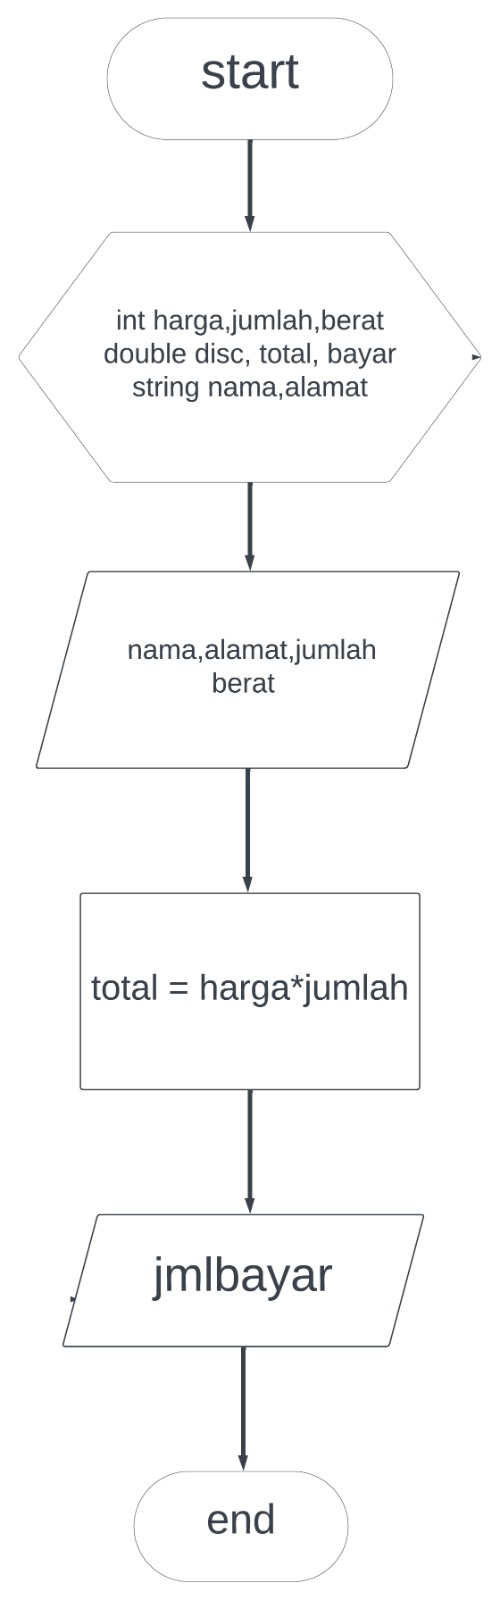 start
int harga,jumlah,berat
double disc, total, bayar
string nama,alamat
nama,alamat,jumlah
berat
total = harga*jumlah
jmlbayar
end